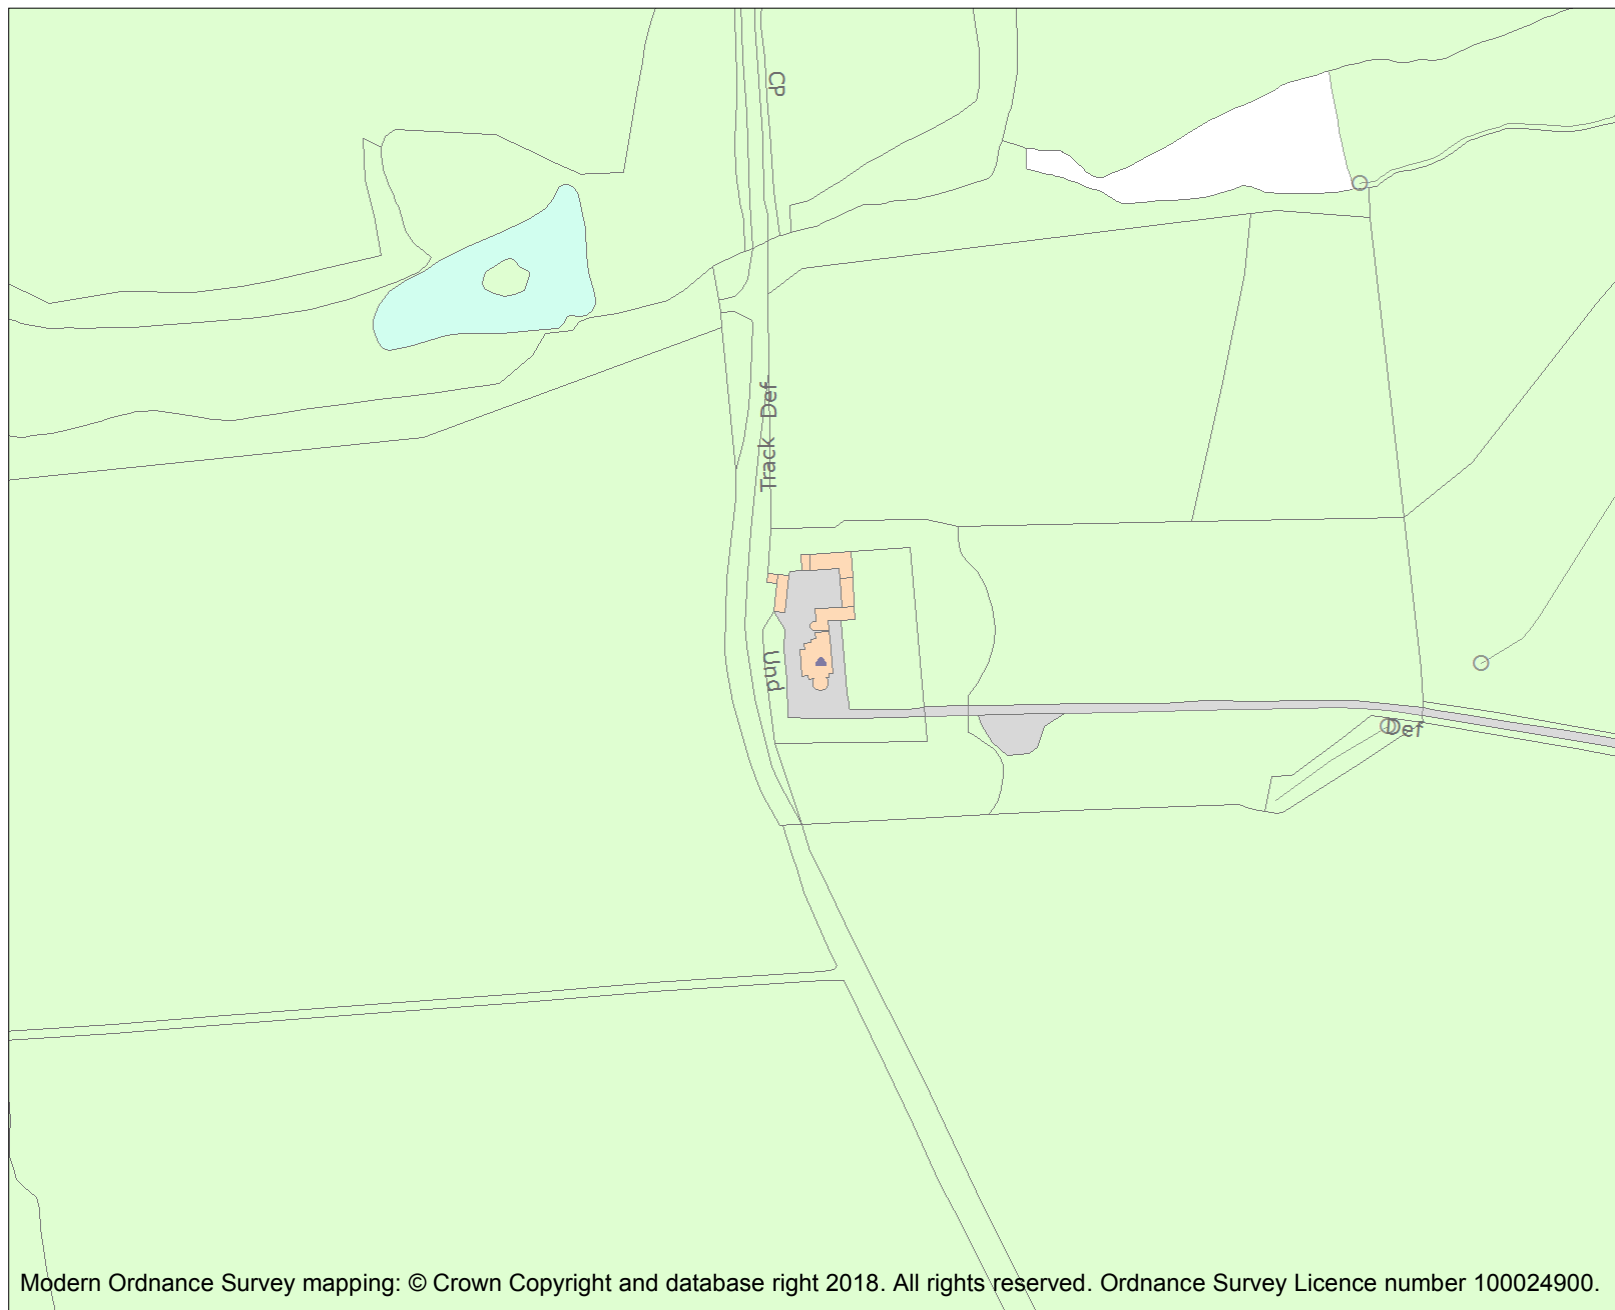 CP
Track Def
Und
Def
Modern Ordnance Survey mapping: © Crown Copyright and database right 2018. All rights reserved. Ordnance Survey Licence number 100024900.